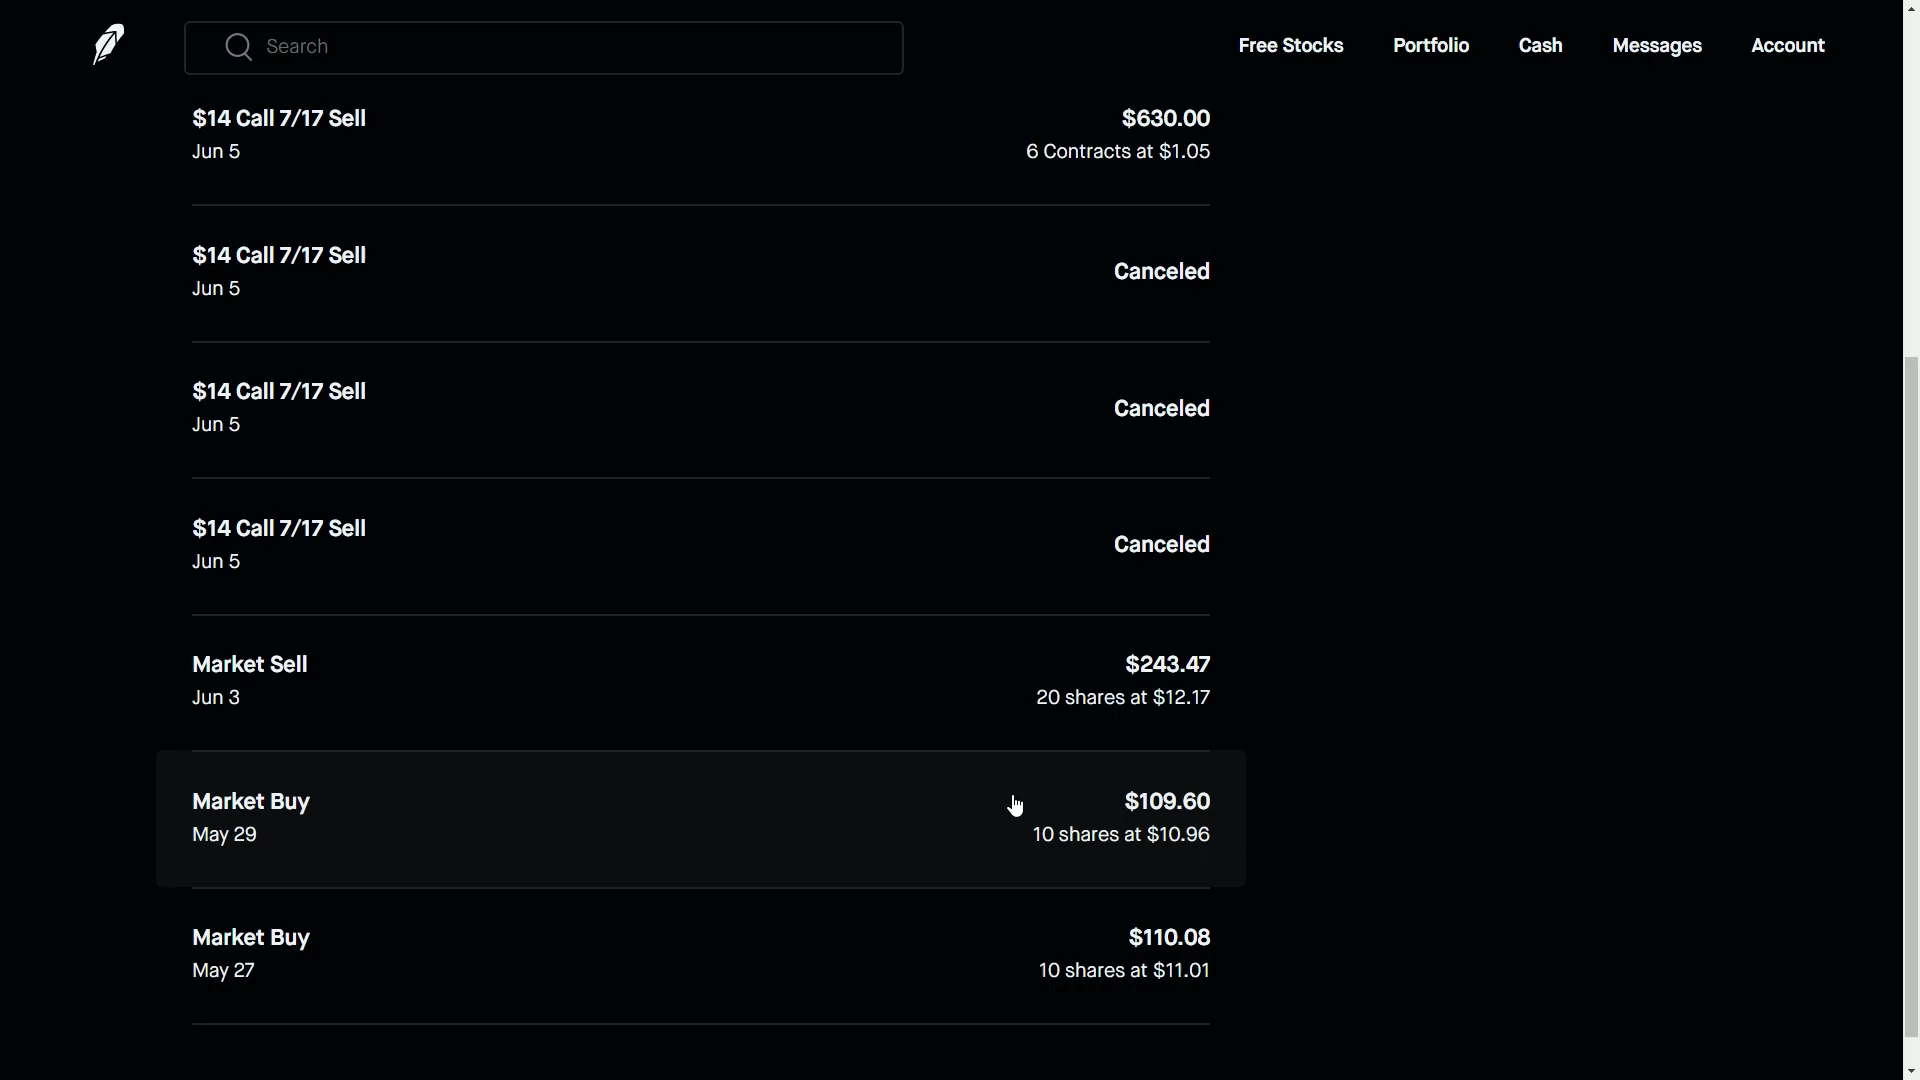 Search
Free Stocks Portfolio Cash Messages Account
$14 Call 7/17 Sell $630.00
Jun 5 6 Contracts at $1.05
$14 Call 7/17 Sell
Jun 5 Canceled
$14 Call 7/17 Sell
Jun 5 Canceled
$14 Call 7/17 Sell
Jun 5 Canceled
Market Sell $243.47
Jun 3 20 shares at $12.17
Market Buy $109.60
May 29 10 shares at $10.96
Market Buy $110.08
May 27 10 shares at $11.01